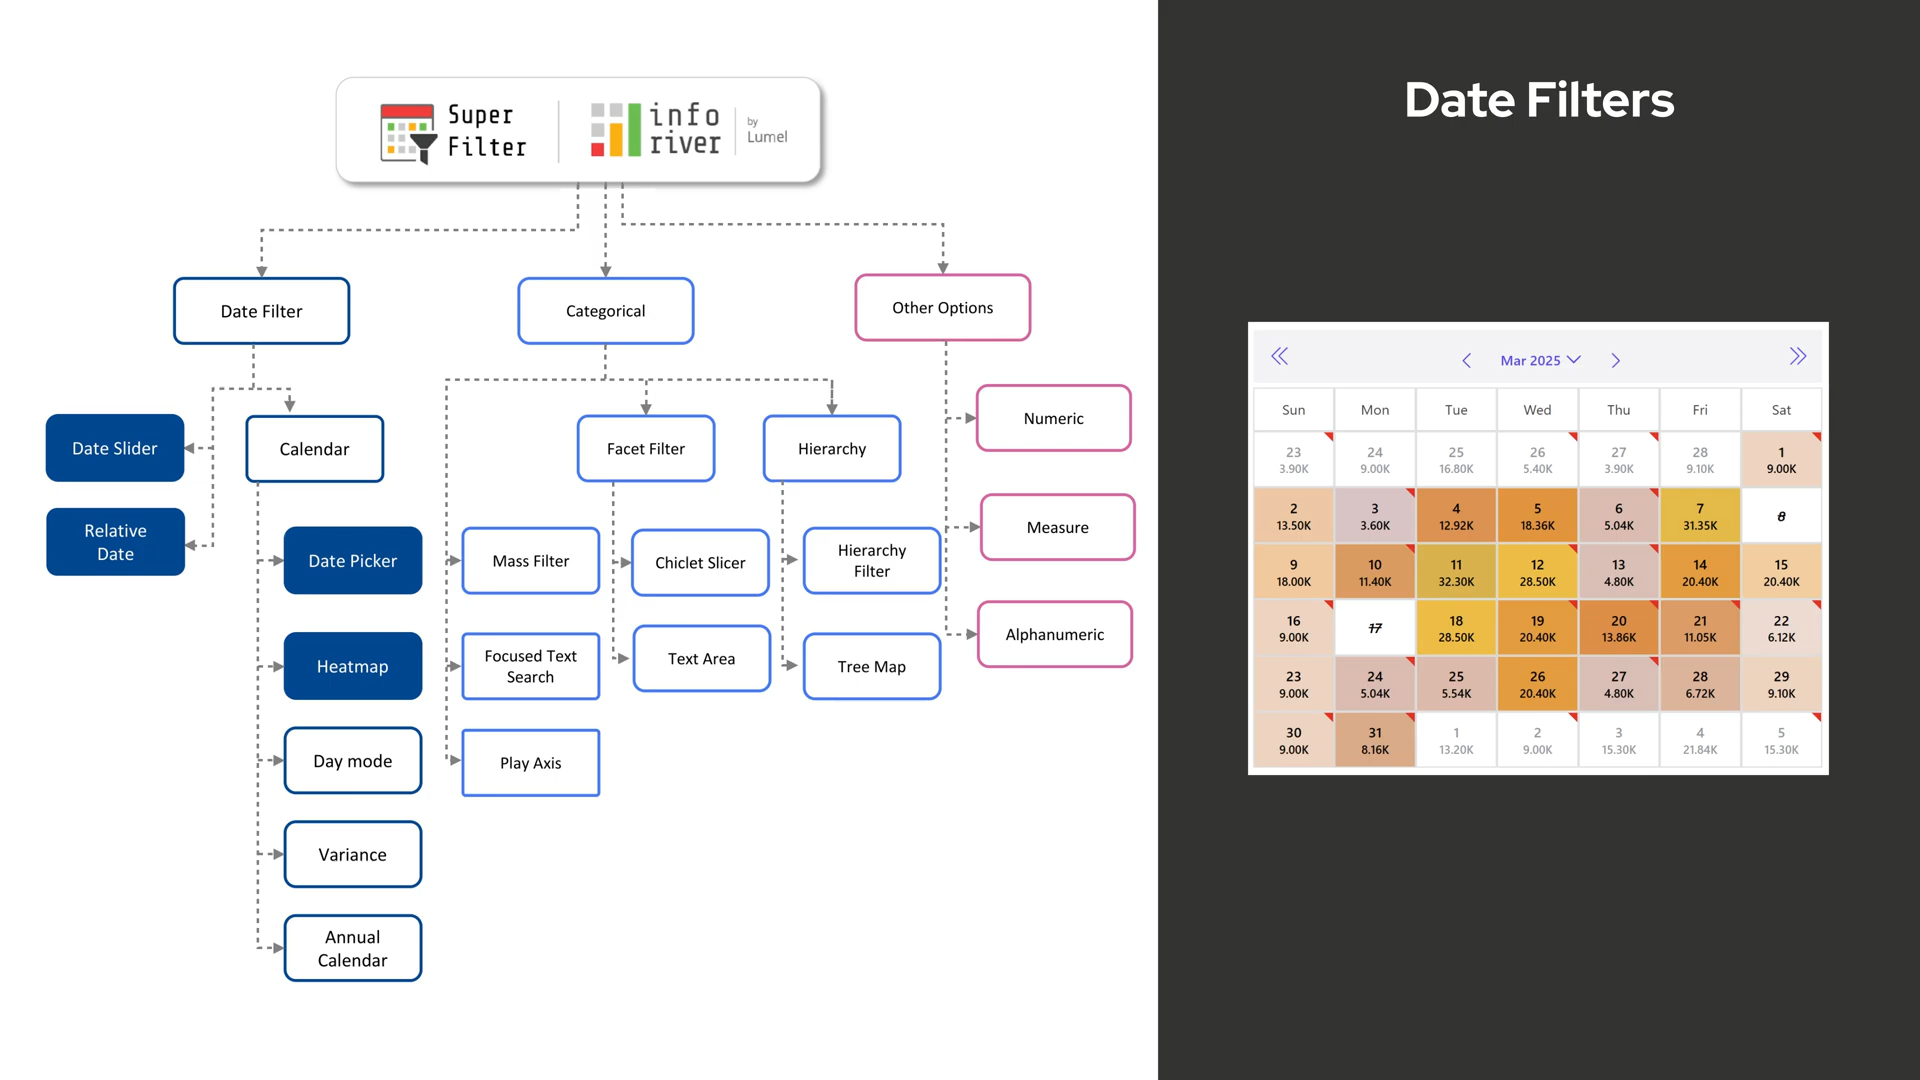 Super
Filter
info
river
by
Lumel
Date Filter
Categorical
Other Options
Date Slider
Calendar
Facet Filter
Hierarchy
Numeric
Relative
Date
Date Picker
Mass Filter
Chiclet Slicer
Hierarchy
Filter
Measure
Heatmap
Focused Text
Search
Text Area
Tree Map
Alphanumeric
Day mode
Play Axis
Variance
Annual
Calendar
Date Filters
Mar 2025
Sun Mon Tue Wed Thu Fri Sat
23 24 25 26 27 28 1
3.90K 9.00K 16.80K 5.40K 3.90K 9.10K 9.00K
2 3 4 5 6 7 8
13.50K 3.60K 12.92K 18.36K 5.04K 31.35K
9 10 11 12 13 14 15
18.00K 11.40K 32.30K 28.50K 4.80K 20.40K 20.40K
16 17 18 19 20 21 22
9.00K 28.50K 20.40K 13.86K 11.05K 6.12K
23 24 25 26 27 28 29
9.00K 5.04K 5.54K 20.40K 4.80K 6.72K 9.10K
30 31 1 2 3 4 5
9.00K 8.16K 13.20K 9.00K 15.30K 21.84K 15.30K